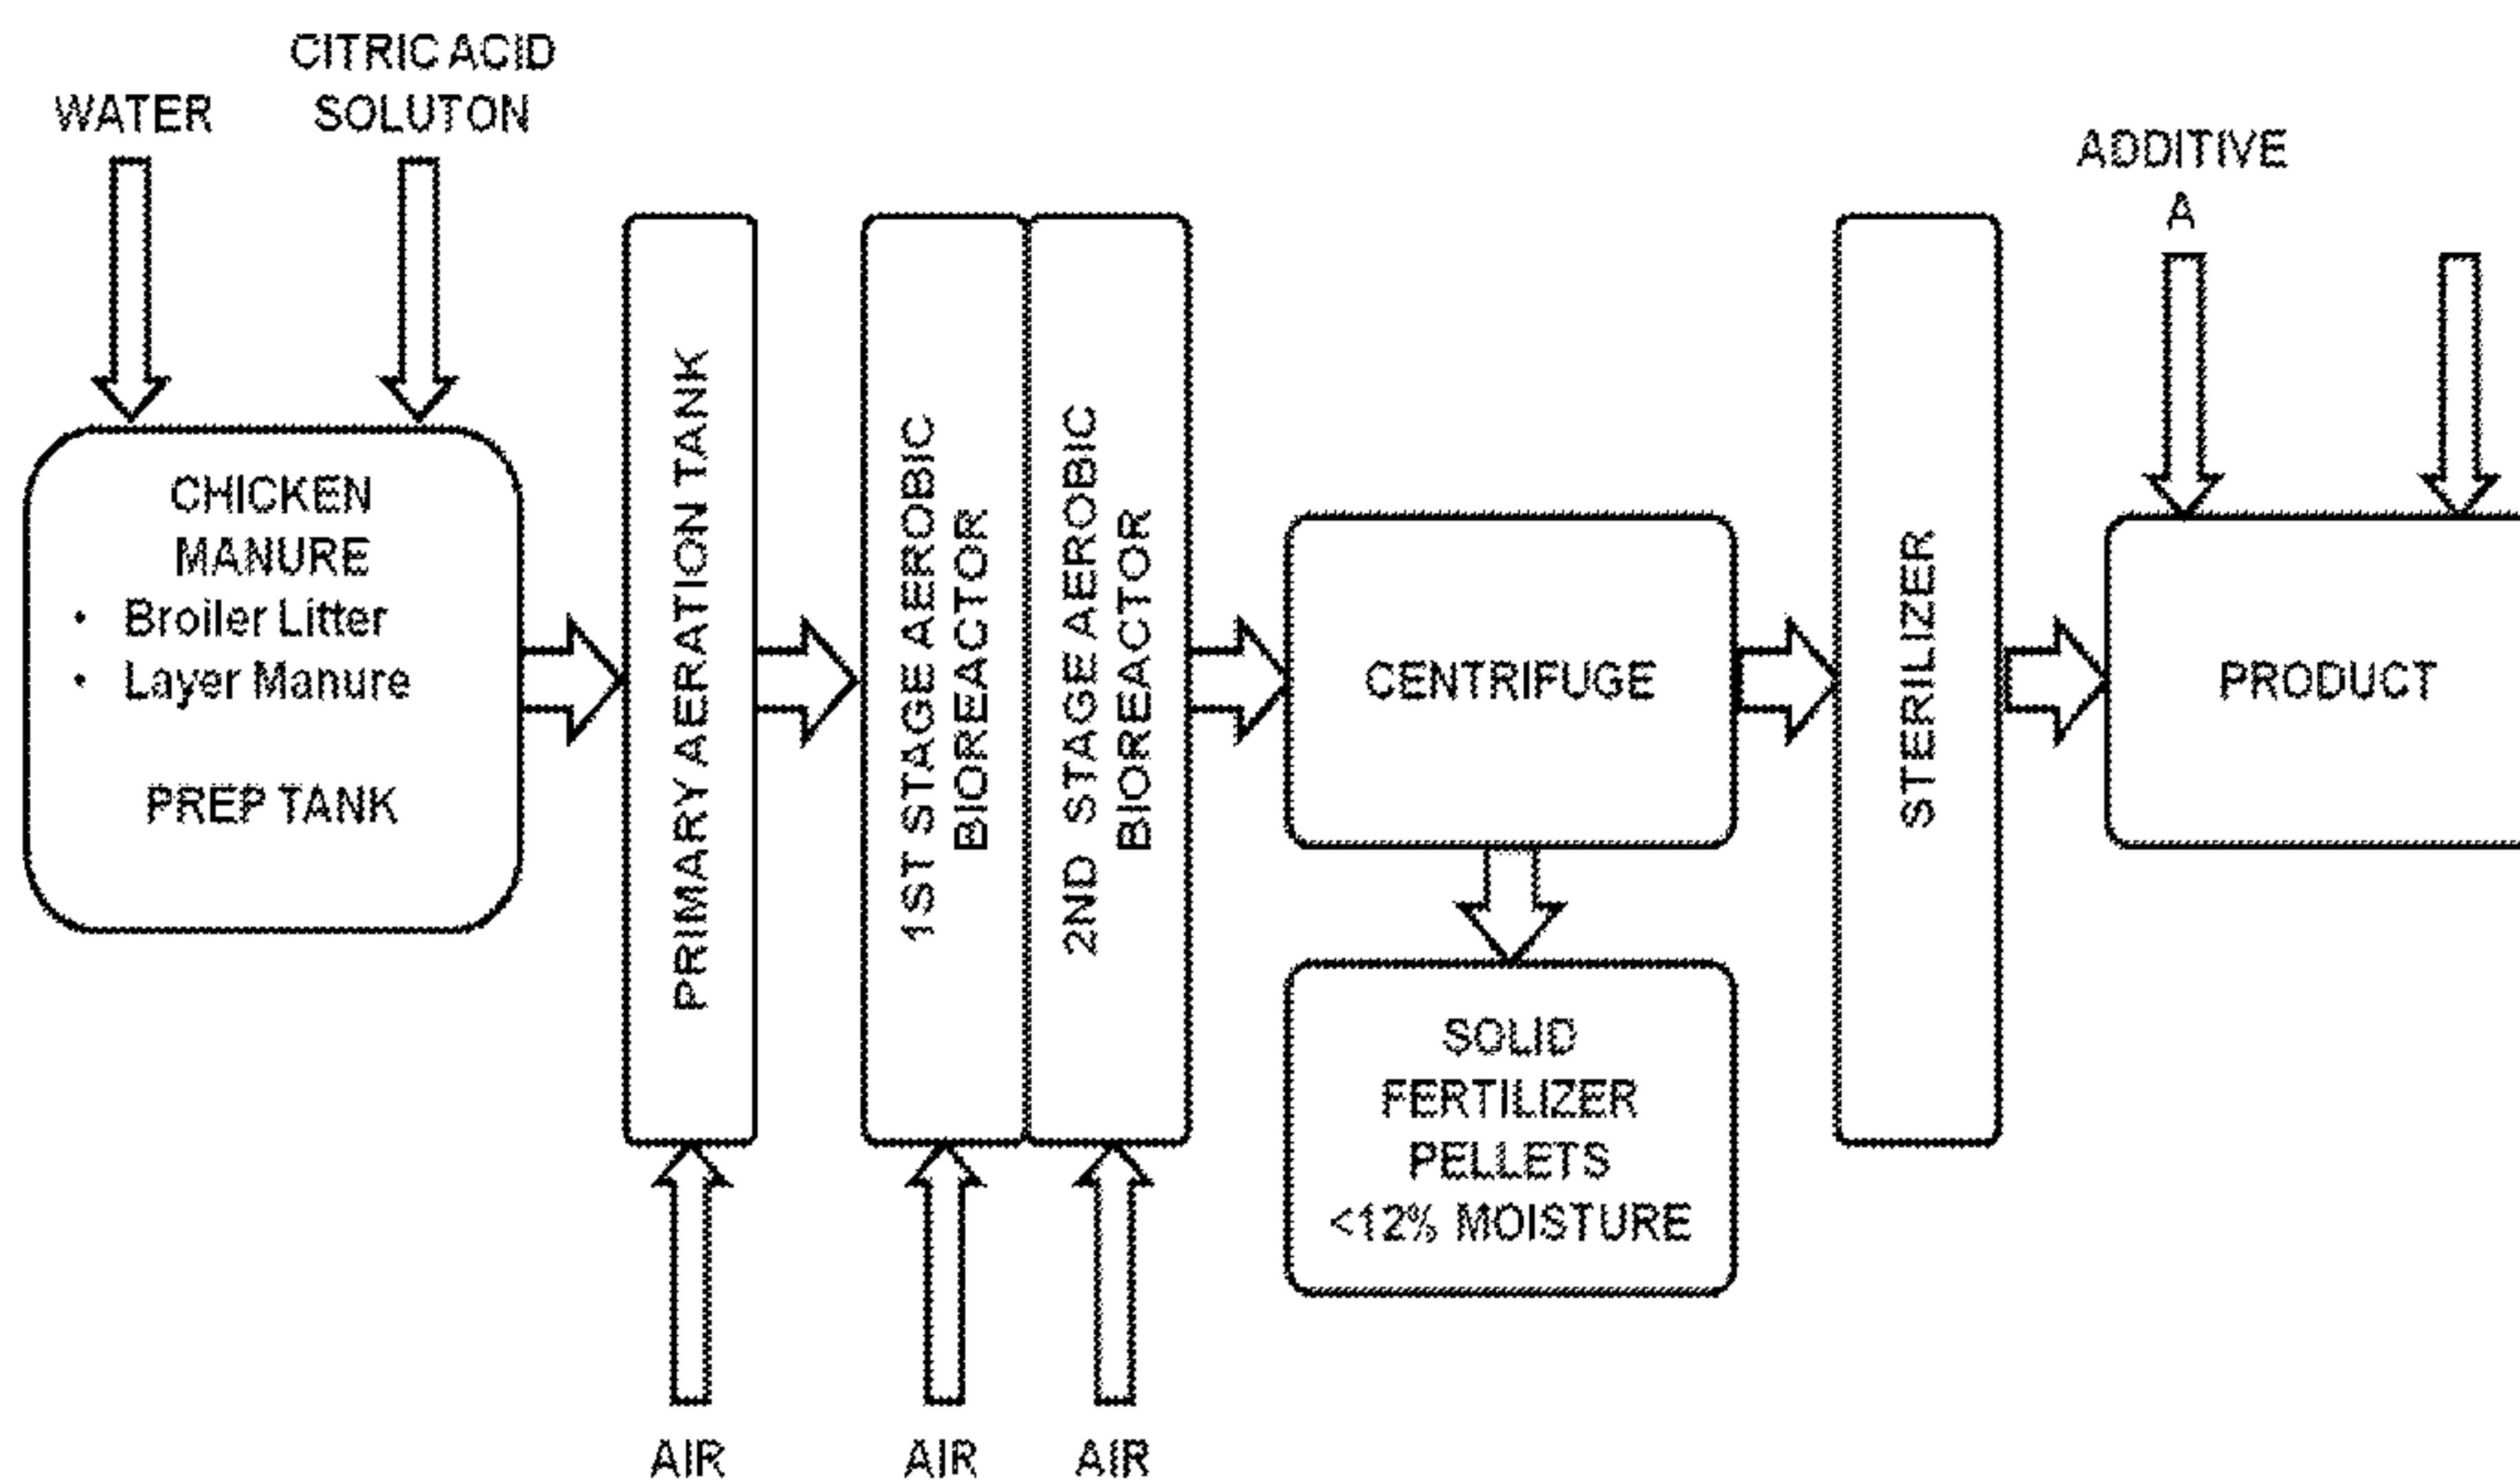 WATER
CITRIC ACID
SOLUTON
ADDITIVE
A
CHICKEN
MANURE
• Broiler Litter
• Layer Manure
PREP TANK
PRIMARY AERATION TANK
1ST STAGE AEROBIC
BIOREACTOR
2ND STAGE AEROBIC
BIOREACTOR
CENTRIFUGE
SOLID
FERTILIZER
PELLETS
<12% MOISTURE
STERILIZER
PRODUCT
AIR
AIR
AIR